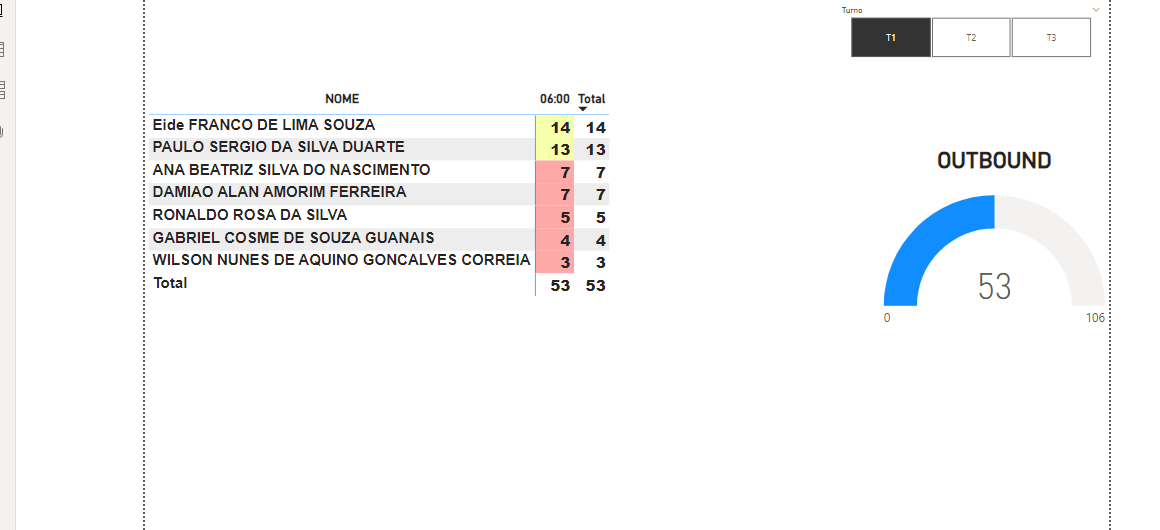 Turno
T1 T2 T3
NOME 06:00 Total
Eide FRANCO DE LIMA SOUZA 14 14
PAULO SERGIO DA SILVA DUARTE 13 13
ANA BEATRIZ SILVA DO NASCIMENTO 7 7
DAMIAO ALAN AMORIM FERREIRA 7 7
RONALDO ROSA DA SILVA 5 5
GABRIEL COSME DE SOUZA GUANAIS 4 4
WILSON NUNES DE AQUINO GONCALVES CORREIA 3 3
Total 53 53
OUTBOUND
53
0 106